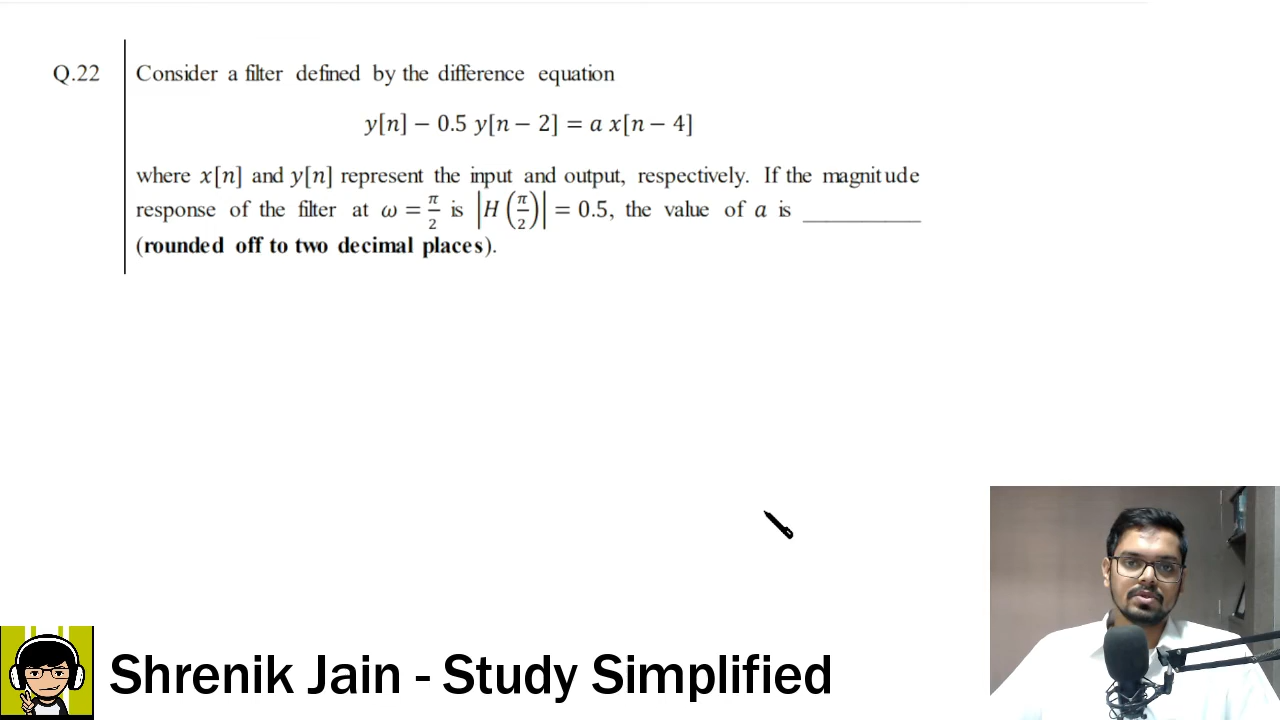 Q.22 Consider a filter defined by the difference equation
y[n] − 0.5 y[n − 2] = a x[n − 4]
where x[n] and y[n] represent the input and output, respectively. If the magnitude
response of the filter at ω = π/2 is |H(π/2)| = 0.5, the value of a is ________
(rounded off to two decimal places).
Shrenik Jain - Study Simplified